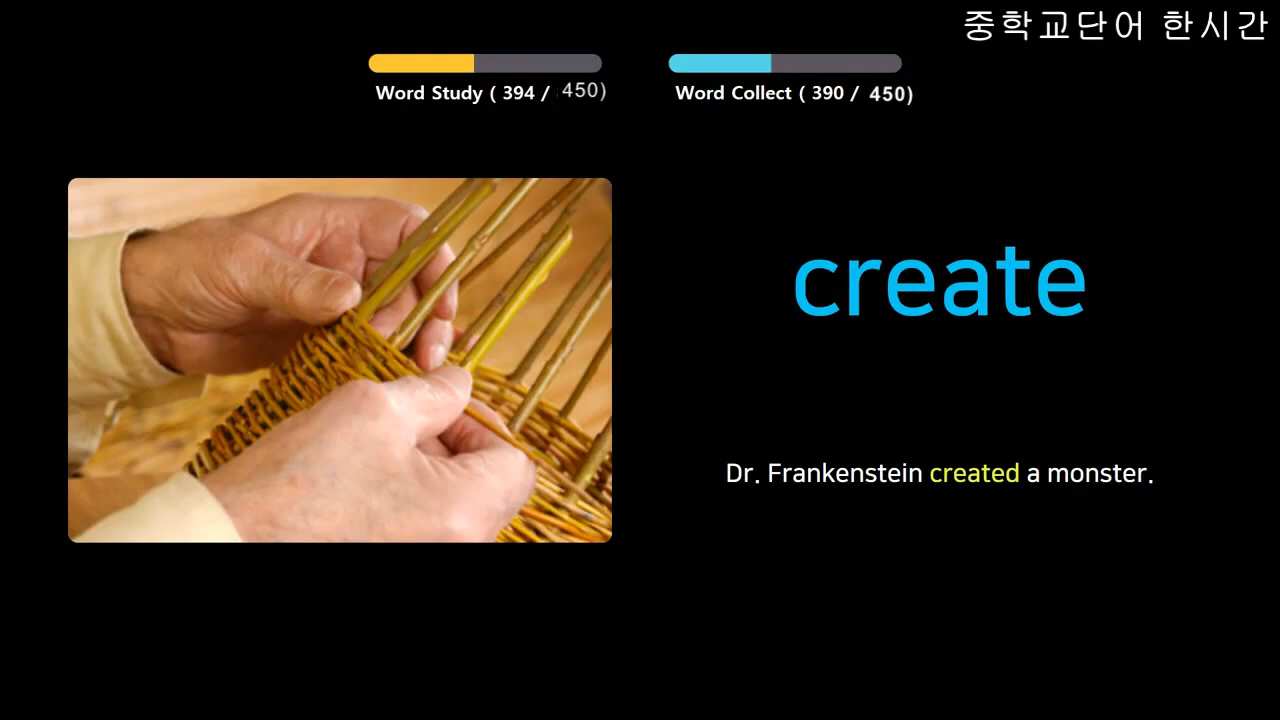 중학교단어 한시간
Word Study ( 394 / 450)
Word Collect ( 390 / 450)
create
Dr. Frankenstein created a monster.